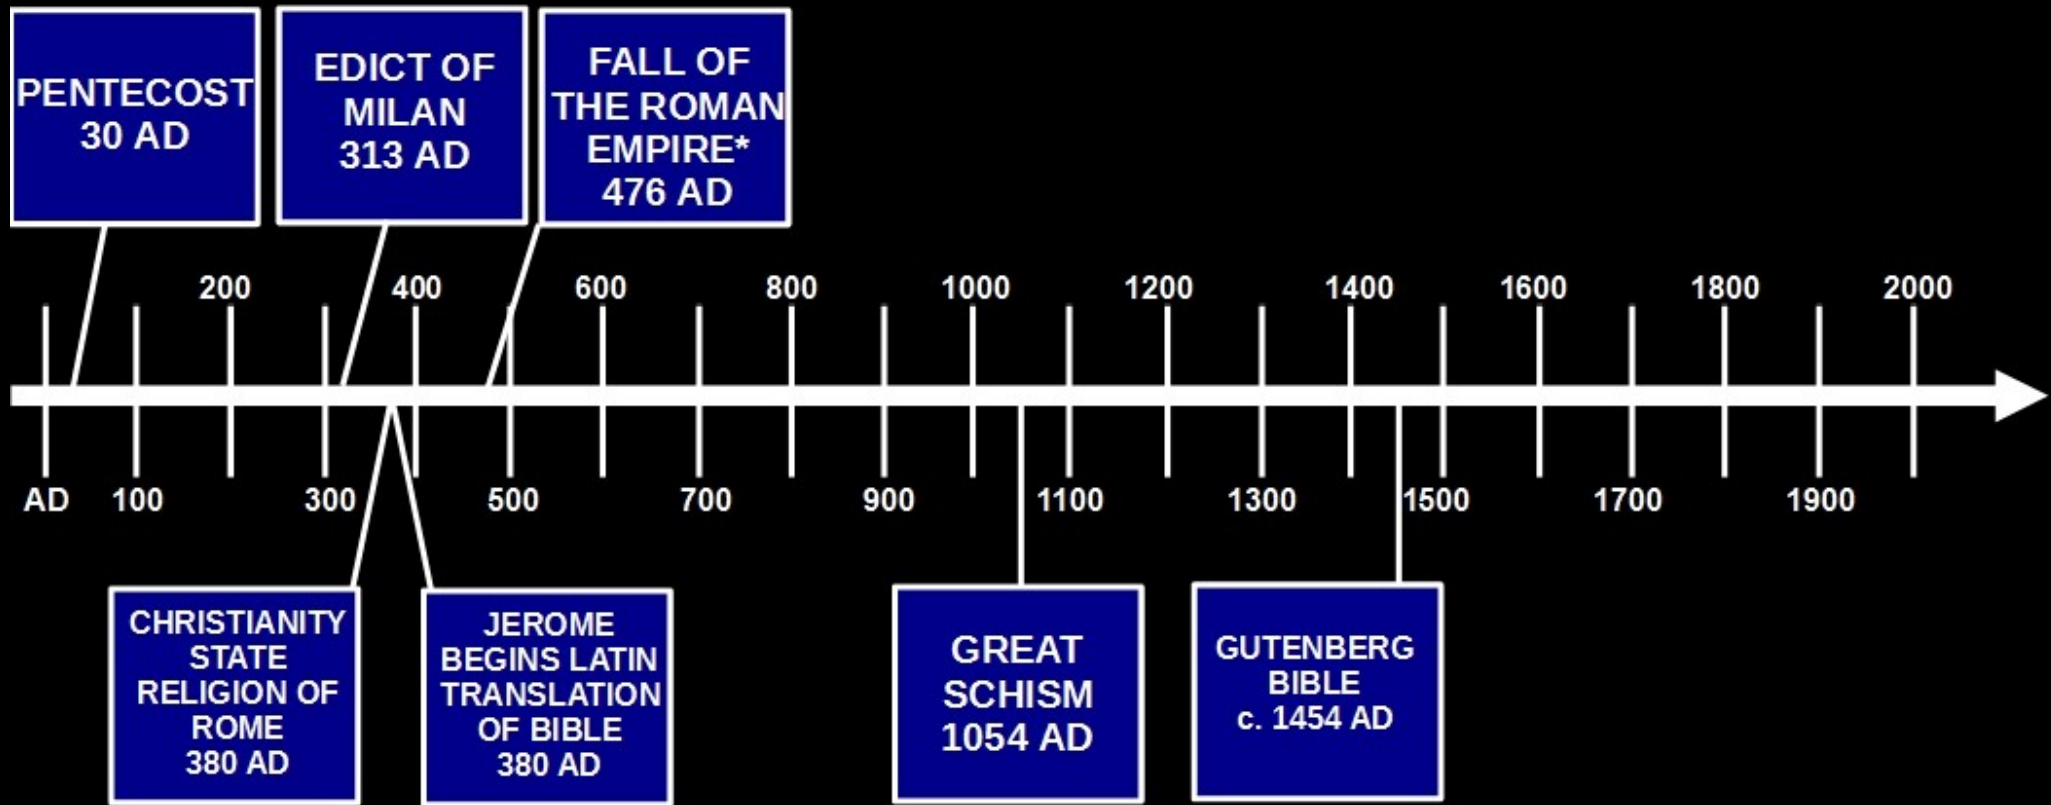 PENTECOST
30 AD
EDICT OF
MILAN
313 AD
FALL OF
THE ROMAN
EMPIRE*
476 AD
200
400
600
800
1000
1200
1400
1600
1800
2000
AD
100
300
500
700
900
1100
1300
1500
1700
1900
CHRISTIANITY
STATE
RELIGION OF
ROME
380 AD
JEROME
BEGINS LATIN
TRANSLATION
OF BIBLE
380 AD
GREAT
SCHISM
1054 AD
GUTENBERG
BIBLE
c. 1454 AD